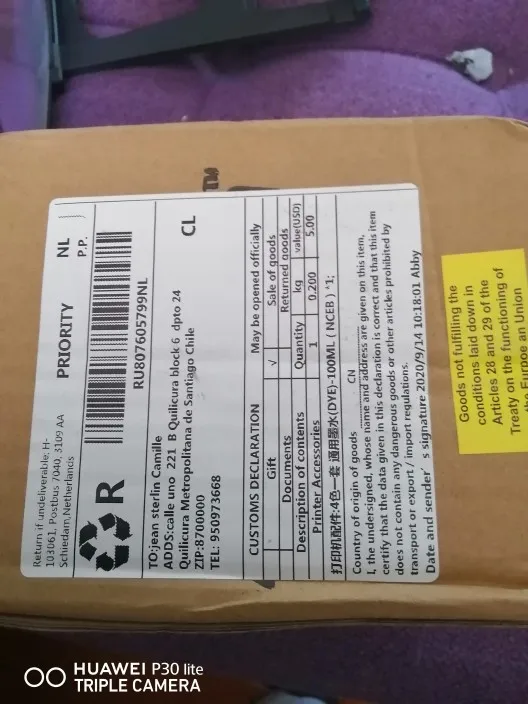 Return if undeliverable: H-
103061, Postbus 7040, 3109 AA
Schiedam,Netherlands
PRIORITY
NL
P.P.
R
RU807605799NL
TO:jean sterlin Camille
ADDS:calle uno 221 B Quilicura block 6 dpto 24
Quilicura Metropolitana de Santiago Chile
ZIP:8700000
TEL: 950973668
CL
CUSTOMS DECLARATION May be opened officially
Gift √ Sale of goods
Documents Returned goods
Description of contents Quantity kg value(USD)
Printer Accessories 1 0.200 5.00
打印机配件:4色一套 通用墨水(DYE)-100ML ( NCEB ) *1;
Country of origin of goods CN
I, the undersigned, whose name and address are given on this item,
certify that the data given in this declaration is correct and that this item
does not contain any dangerous goods or other articles prohibited by
transport or export / import regulations.
Date and sender's signature 2020/9/14 10:18:01 Abby
Goods not fulfilling the
conditions laid down in
Articles 28 and 29 of the
Treaty on the functioning of
the Europe an Union
HUAWEI P30 lite
TRIPLE CAMERA